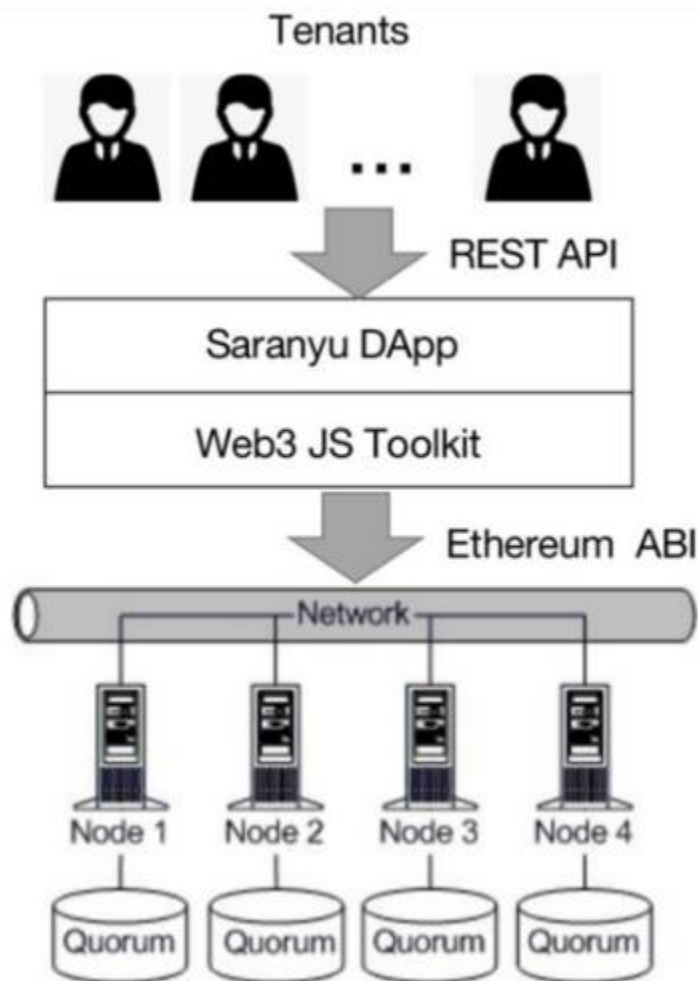 Tenants
...
REST API
Saranyu DApp
Web3 JS Toolkit
Ethereum ABI
Network
Node 1 Node 2 Node 3 Node 4
Quorum Quorum Quorum Quorum